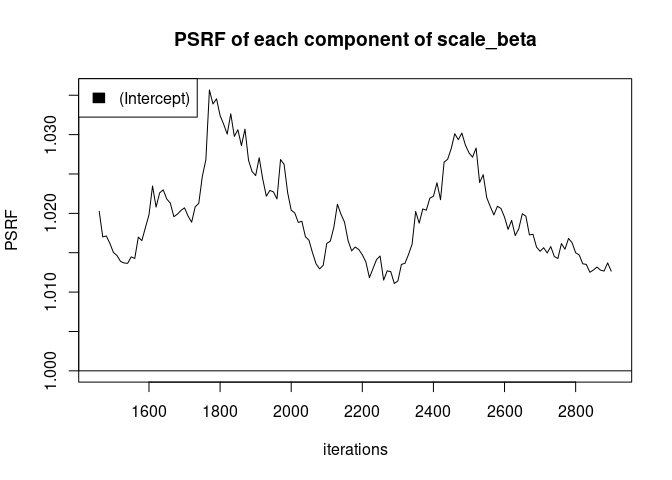 PSRF of each component of scale_beta
(Intercept)
PSRF
1.030
1.020
1.010
1.000
1600 1800 2000 2200 2400 2600 2800
iterations